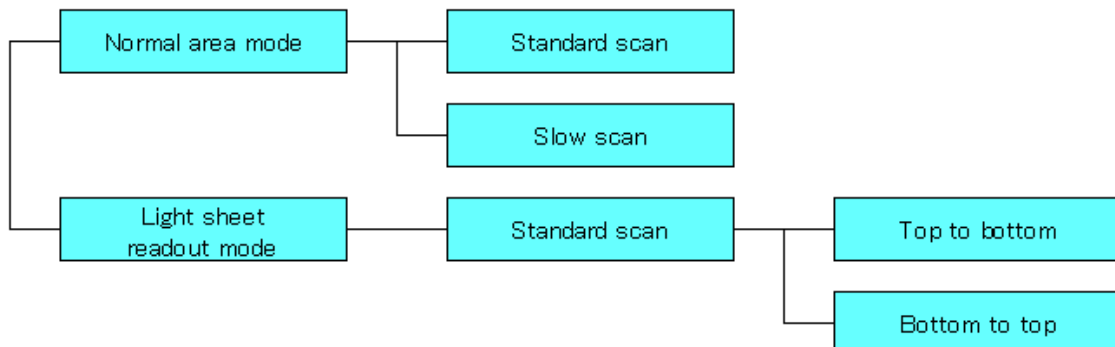 Normal area mode
Standard scan
Slow scan
Light sheet
readout mode
Standard scan
Top to bottom
Bottom to top